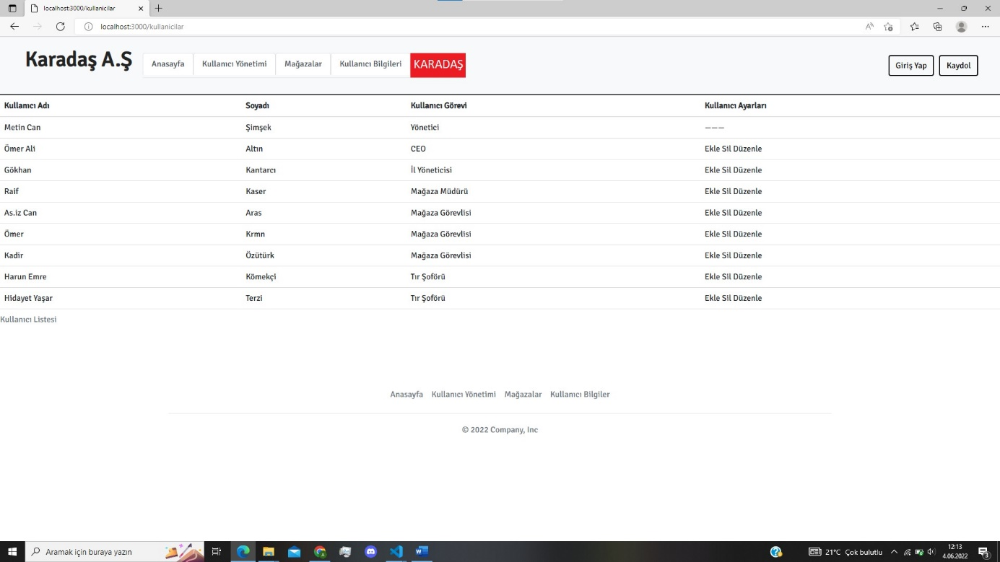 localhost:3000/kullanicilar
localhost:3000/kullanicilar
Karadaş A.Ş Anasayfa Kullanıcı Yönetimi Mağazalar Kullanıcı Bilgileri KARADAŞ Giriş Yap Kaydol
Kullanıcı Adı Soyadı Kullanıcı Görevi Kullanıcı Ayarları
Metin Can Şimşek Yönetici ———
Ömer Ali Altın CEO Ekle Sil Düzenle
Gökhan Kantarcı İl Yöneticisi Ekle Sil Düzenle
Raif Kaser Mağaza Müdürü Ekle Sil Düzenle
As.iz Can Aras Mağaza Görevlisi Ekle Sil Düzenle
Ömer Krmn Mağaza Görevlisi Ekle Sil Düzenle
Kadir Özütürk Mağaza Görevlisi Ekle Sil Düzenle
Harun Emre Kömekçi Tır Şoförü Ekle Sil Düzenle
Hidayet Yaşar Terzi Tır Şoförü Ekle Sil Düzenle
Kullanıcı Listesi
Anasayfa Kullanıcı Yönetimi Mağazalar Kullanıcı Bilgiler
© 2022 Company, Inc
Aramak için buraya yazın 21°C Çok bulutlu 12:13
4.06.2022 3